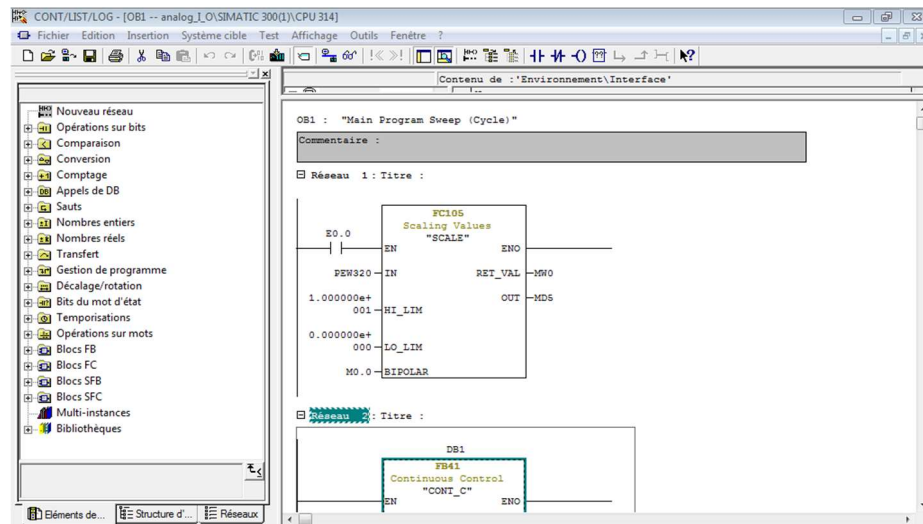 CONT/LIST/LOG - [OB1 -- analog_I_O\SIMATIC 300(1)\CPU 314]
Fichier Edition Insertion Système cible Test Affichage Outils Fenêtre ?
Contenu de :'Environnement\Interface'
Nouveau réseau
Opérations sur bits
Comparaison
Conversion
Comptage
Appels de DB
Sauts
Nombres entiers
Nombres réels
Transfert
Gestion de programme
Décalage/rotation
Bits du mot d'état
Temporisations
Opérations sur mots
Blocs FB
Blocs FC
Blocs SFB
Blocs SFC
Multi-instances
Bibliothèques
Eléments de...
Structure d'...
Réseaux
OB1 : "Main Program Sweep (Cycle)"
Commentaire :
Réseau 1: Titre :
FC105
Scaling Values
"SCALE"
E0.0
EN ENO
PEW320 IN RET_VAL MW0
1.000000e+ OUT MD5
001 HI_LIM
0.000000e+
000 LO_LIM
M0.0 BIPOLAR
Réseau 2: Titre :
DB1
FB41
Continuous Control
"CONT_C"
EN ENO